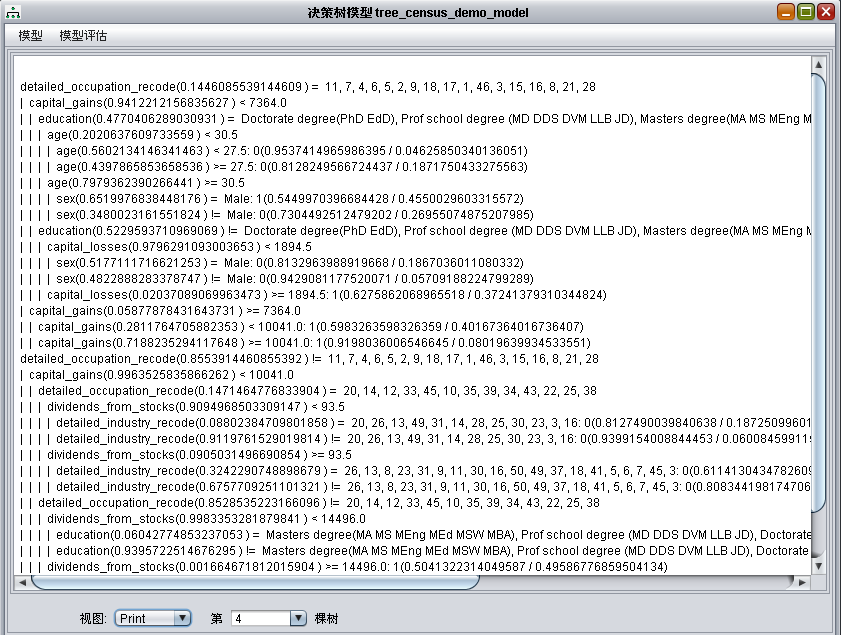 决策树模型 tree_census_demo_model
模型 模型评估
detailed_occupation_recode(0.1446085539144609 ) = 11, 7, 4, 6, 5, 2, 9, 18, 17, 1, 46, 3, 15, 16, 8, 21, 28
| capital_gains(0.9412212156835627 ) < 7364.0
| | education(0.4770406289030931 ) = Doctorate degree(PhD EdD), Prof school degree (MD DDS DVM LLB JD), Masters degree(MA MS MEng M
| | | age(0.2020637609733559 ) < 30.5
| | | | age(0.5602134146341463 ) < 27.5: 0(0.9537414965986395 / 0.04625850340136051)
| | | | age(0.4397865853658536 ) >= 27.5: 0(0.8128249566724437 / 0.1871750433275563)
| | | age(0.7979362390266441 ) >= 30.5
| | | | sex(0.6519976838448176 ) = Male: 1(0.5449970396684428 / 0.4550029603315572)
| | | | sex(0.3480023161551824 ) != Male: 0(0.7304492512479202 / 0.26955074875207985)
| | education(0.5229593710969069 ) != Doctorate degree(PhD EdD), Prof school degree (MD DDS DVM LLB JD), Masters degree(MA MS MEng M
| | | capital_losses(0.9796291093003653 ) < 1894.5
| | | | sex(0.5177111716621253 ) = Male: 0(0.8132963988919668 / 0.1867036011080332)
| | | | sex(0.4822888283378747 ) != Male: 0(0.9429081177520071 / 0.05709188224799289)
| | | capital_losses(0.02037089069963473 ) >= 1894.5: 1(0.6275862068965518 / 0.37241379310344824)
| capital_gains(0.05877878431643731 ) >= 7364.0
| | capital_gains(0.2811764705882353 ) < 10041.0: 1(0.5983263598326359 / 0.40167364016736407)
| | capital_gains(0.7188235294117648 ) >= 10041.0: 1(0.9198036006546645 / 0.08019639934533551)
detailed_occupation_recode(0.8553914460855392 ) != 11, 7, 4, 6, 5, 2, 9, 18, 17, 1, 46, 3, 15, 16, 8, 21, 28
| capital_gains(0.9963525835866262 ) < 10041.0
| | detailed_occupation_recode(0.1471464776833904 ) = 20, 14, 12, 33, 45, 10, 35, 39, 34, 43, 22, 25, 38
| | | dividends_from_stocks(0.9094968503309147 ) < 93.5
| | | | detailed_industry_recode(0.08802384709801858 ) = 20, 26, 13, 49, 31, 14, 28, 25, 30, 23, 3, 16: 0(0.8127490039840638 / 0.18725099601
| | | | detailed_industry_recode(0.9119761529019814 ) != 20, 26, 13, 49, 31, 14, 28, 25, 30, 23, 3, 16: 0(0.9399154008844453 / 0.0600845991
| | | dividends_from_stocks(0.0905031496690854 ) >= 93.5
| | | | detailed_industry_recode(0.3242290748898679 ) = 26, 13, 8, 23, 31, 9, 11, 30, 16, 50, 49, 37, 18, 41, 5, 6, 7, 45, 3: 0(0.6114130434782609
| | | | detailed_industry_recode(0.6757709251101321 ) != 26, 13, 8, 23, 31, 9, 11, 30, 16, 50, 49, 37, 18, 41, 5, 6, 7, 45, 3: 0(0.808344198174706
| | detailed_occupation_recode(0.8528535223166096 ) != 20, 14, 12, 33, 45, 10, 35, 39, 34, 43, 22, 25, 38
| | | dividends_from_stocks(0.9983353281879841 ) < 14496.0
| | | | education(0.06042774853237053 ) = Masters degree(MA MS MEng MEd MSW MBA), Prof school degree (MD DDS DVM LLB JD), Doctorate
| | | | education(0.9395722514676295 ) != Masters degree(MA MS MEng MEd MSW MBA), Prof school degree (MD DDS DVM LLB JD), Doctorate
| | | dividends_from_stocks(0.001664671812015904 ) >= 14496.0: 1(0.5041322314049587 / 0.49586776859504134)
视图: Print 第 4 棵树